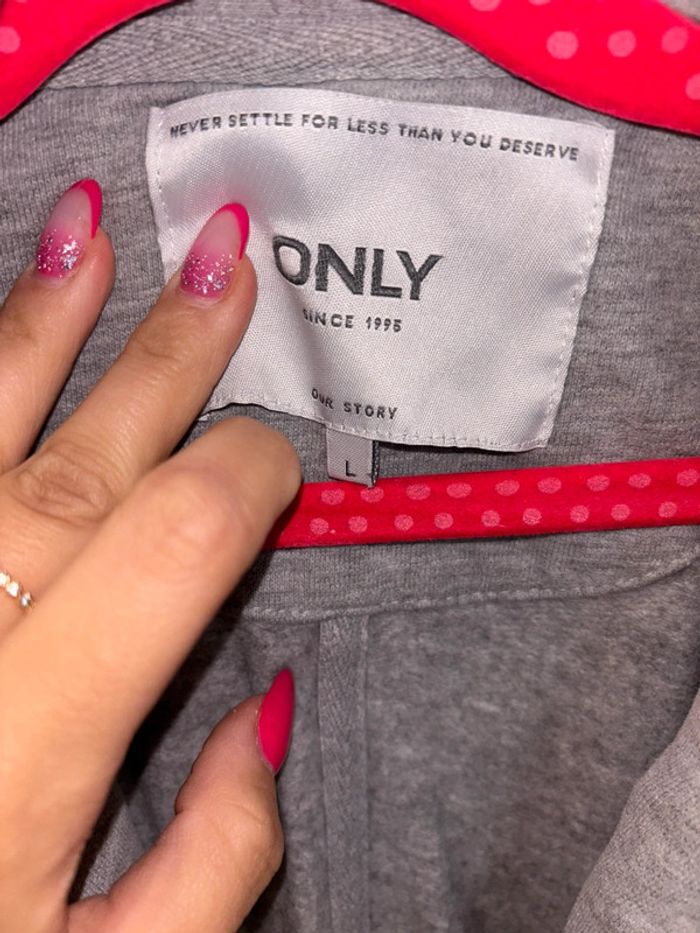 NEVER SETTLE FOR LESS THAN YOU DESERVE
ONLY
SINCE 1995
OUR STORY
L